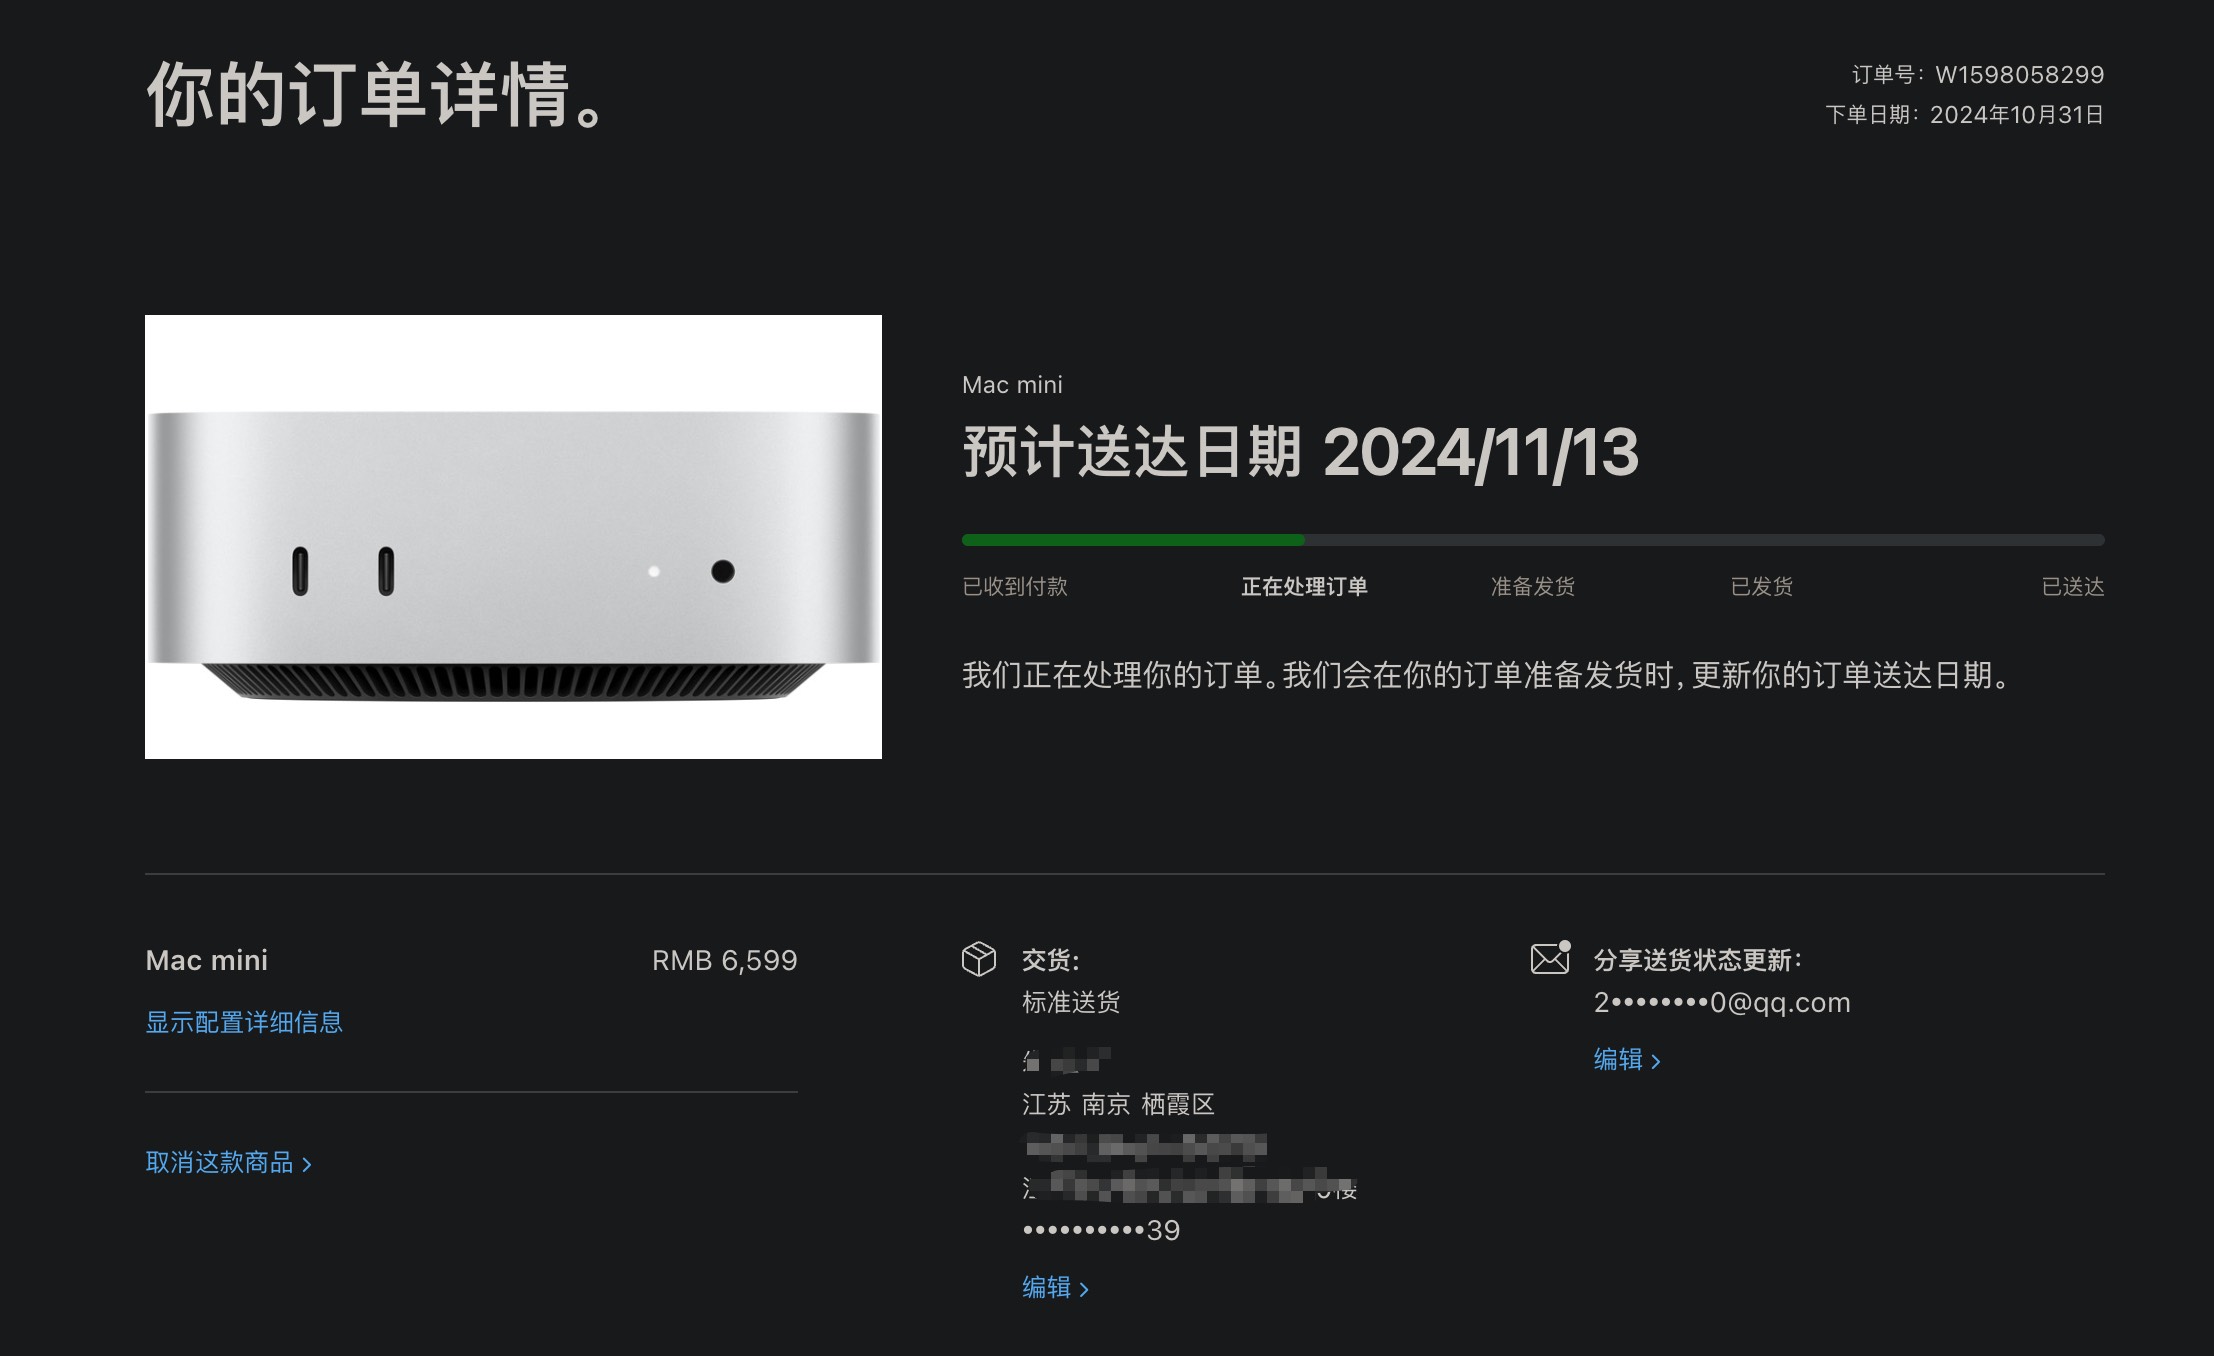 你的订单详情。
订单号：W1598058299
下单日期：2024年10月31日
Mac mini
预计送达日期 2024/11/13
已收到付款
正在处理订单
准备发货
已发货
已送达
我们正在处理你的订单。我们会在你的订单准备发货时，更新你的订单送达日期。
Mac mini
RMB 6,599
显示配置详细信息
取消这款商品 >
交货：
标准送货
江苏 南京 栖霞区
楼
••••••••••39
编辑 >
分享送货状态更新：
2••••••••0@qq.com
编辑 >